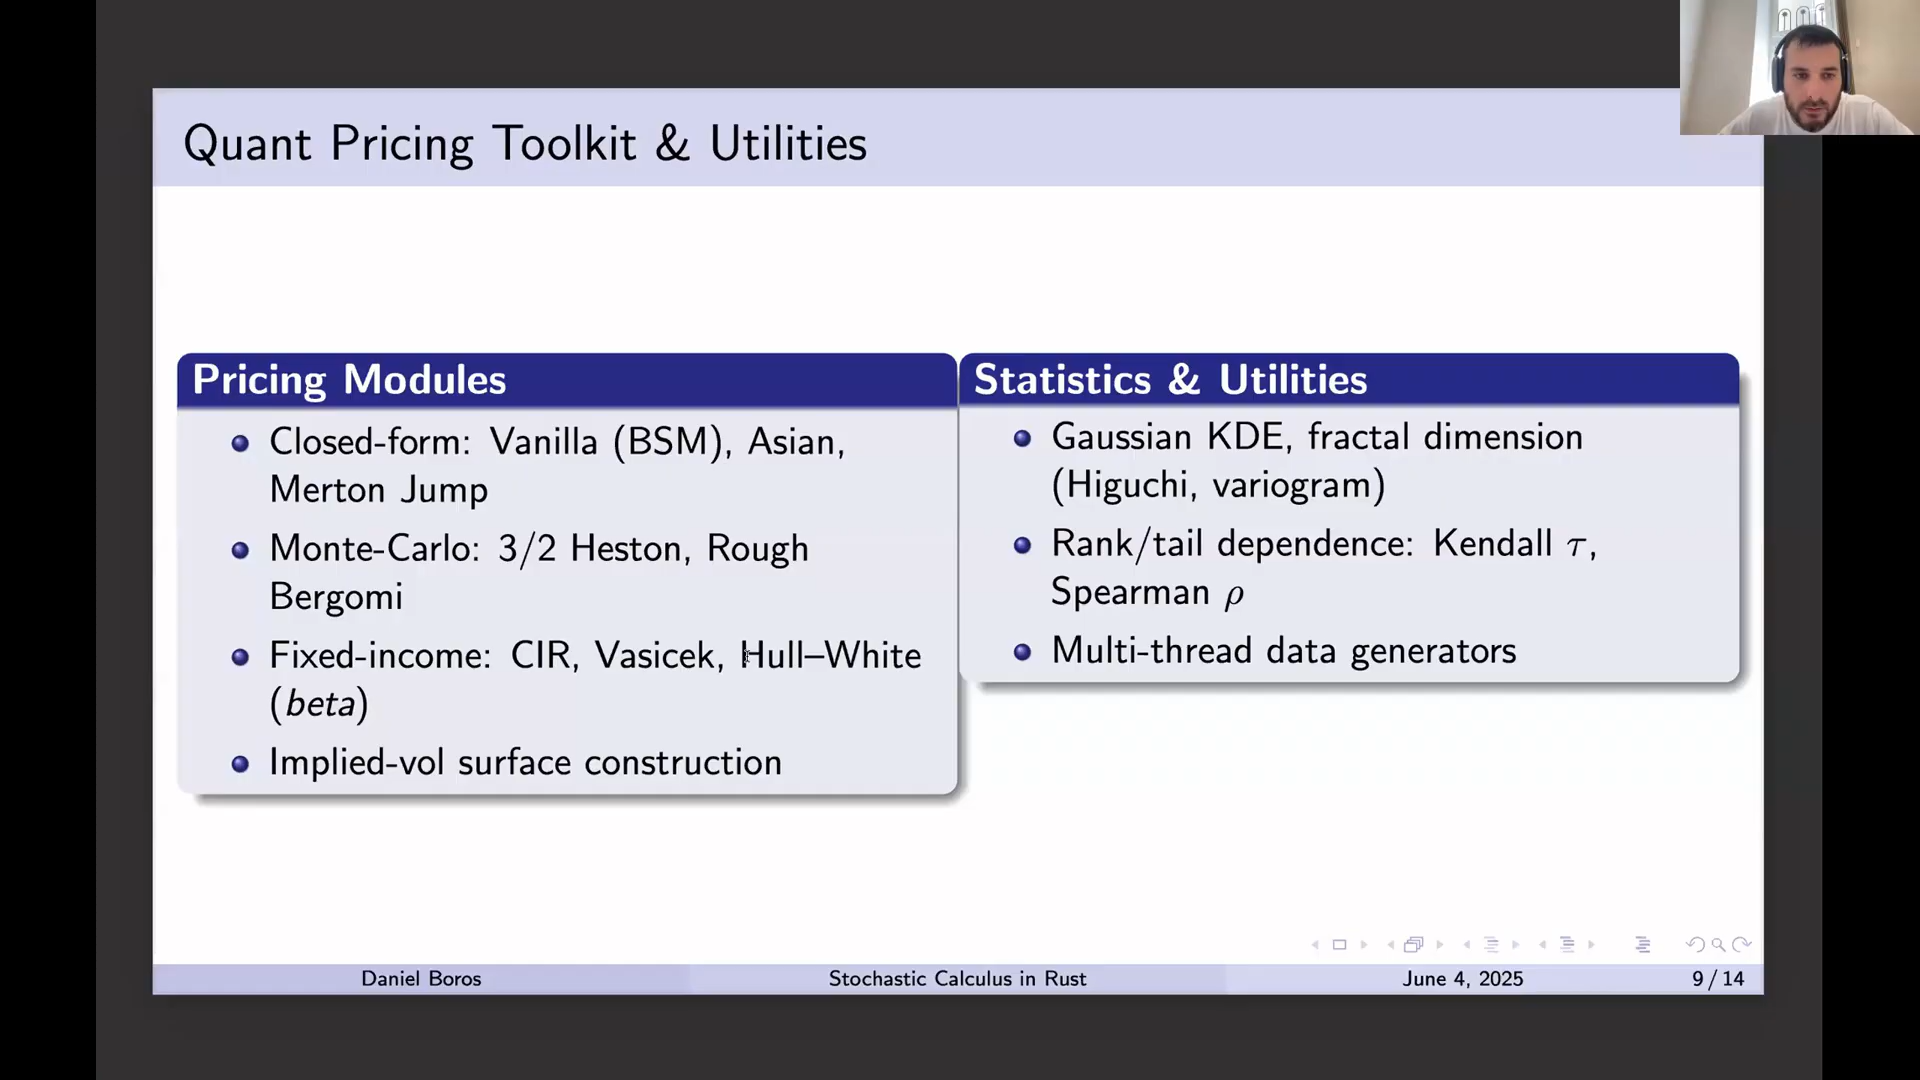 Quant Pricing Toolkit & Utilities
Pricing Modules
Closed-form: Vanilla (BSM), Asian,
Merton Jump
Monte-Carlo: 3/2 Heston, Rough
Bergomi
Fixed-income: CIR, Vasicek, Hull–White
(beta)
Implied-vol surface construction
Statistics & Utilities
Gaussian KDE, fractal dimension
(Higuchi, variogram)
Rank/tail dependence: Kendall τ,
Spearman ρ
Multi-thread data generators
Daniel Boros
Stochastic Calculus in Rust
June 4, 2025
9 / 14